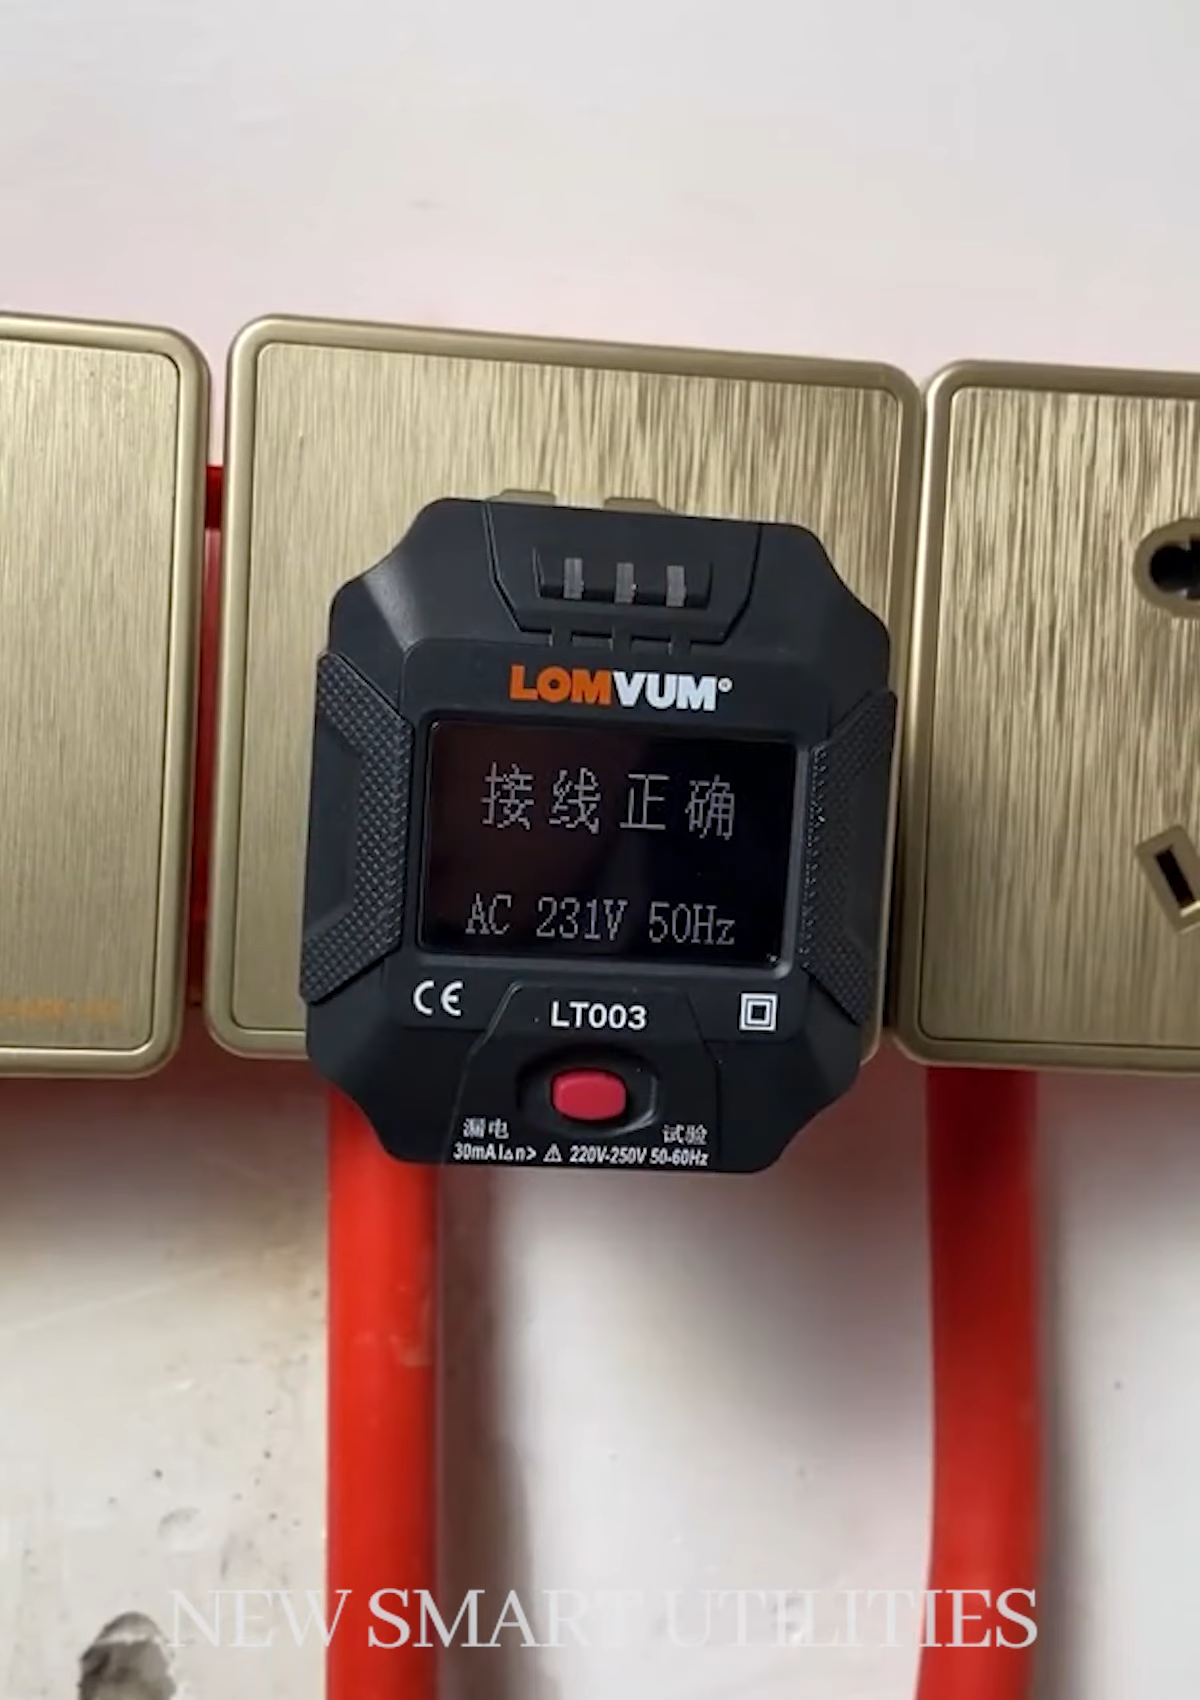 LOMVUM®
接线正确
AC 231V 50Hz
CE
LT003
漏电 试验
30mA I△n> ⚠ 220V-250V 50-60Hz
NEW SMART UTILITIES